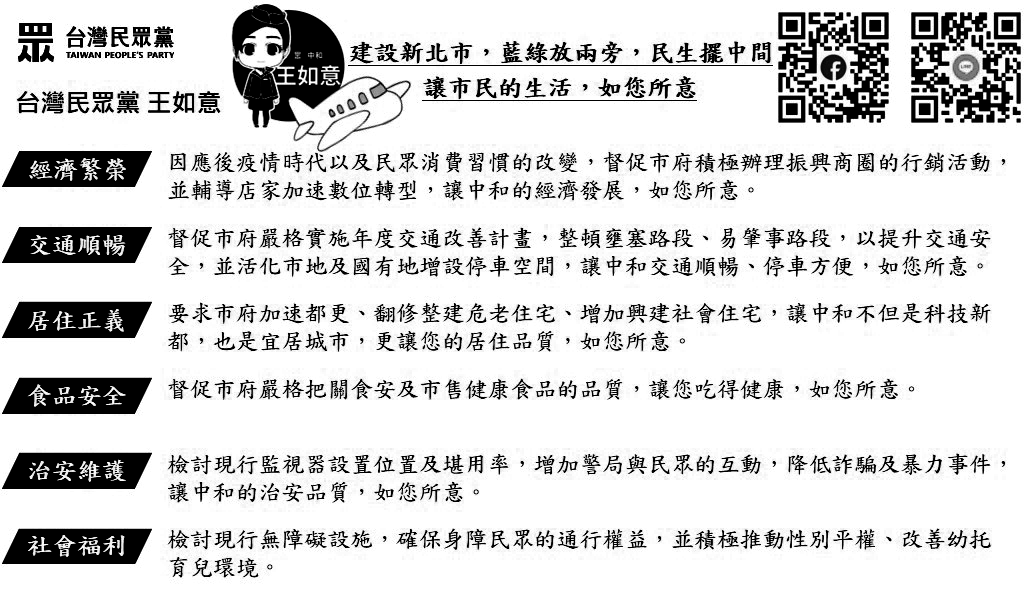 台灣民眾黨
TAIWAN PEOPLE'S PARTY
台灣民眾黨 王如意
眾 中和
王如意
建設新北市，藍綠放兩旁，民生擺中間
讓市民的生活，如您所意
LINE
經濟繁榮
因應後疫情時代以及民眾消費習慣的改變，督促市府積極辦理振興商圈的行銷活動，
並輔導店家加速數位轉型，讓中和的經濟發展，如您所意。
交通順暢
督促市府嚴格實施年度交通改善計畫，整頓壅塞路段、易肇事路段，以提升交通安
全，並活化市地及國有地增設停車空間，讓中和交通順暢、停車方便，如您所意。
居住正義
要求市府加速都更、翻修整建危老住宅、增加興建社會住宅，讓中和不但是科技新
都，也是宜居城市，更讓您的居住品質，如您所意。
食品安全
督促市府嚴格把關食安及市售健康食品的品質，讓您吃得健康，如您所意。
治安維護
檢討現行監視器設置位置及堪用率，增加警局與民眾的互動，降低詐騙及暴力事件，
讓中和的治安品質，如您所意。
社會福利
檢討現行無障礙設施，確保身障民眾的通行權益，並積極推動性別平權、改善幼托
育兒環境。